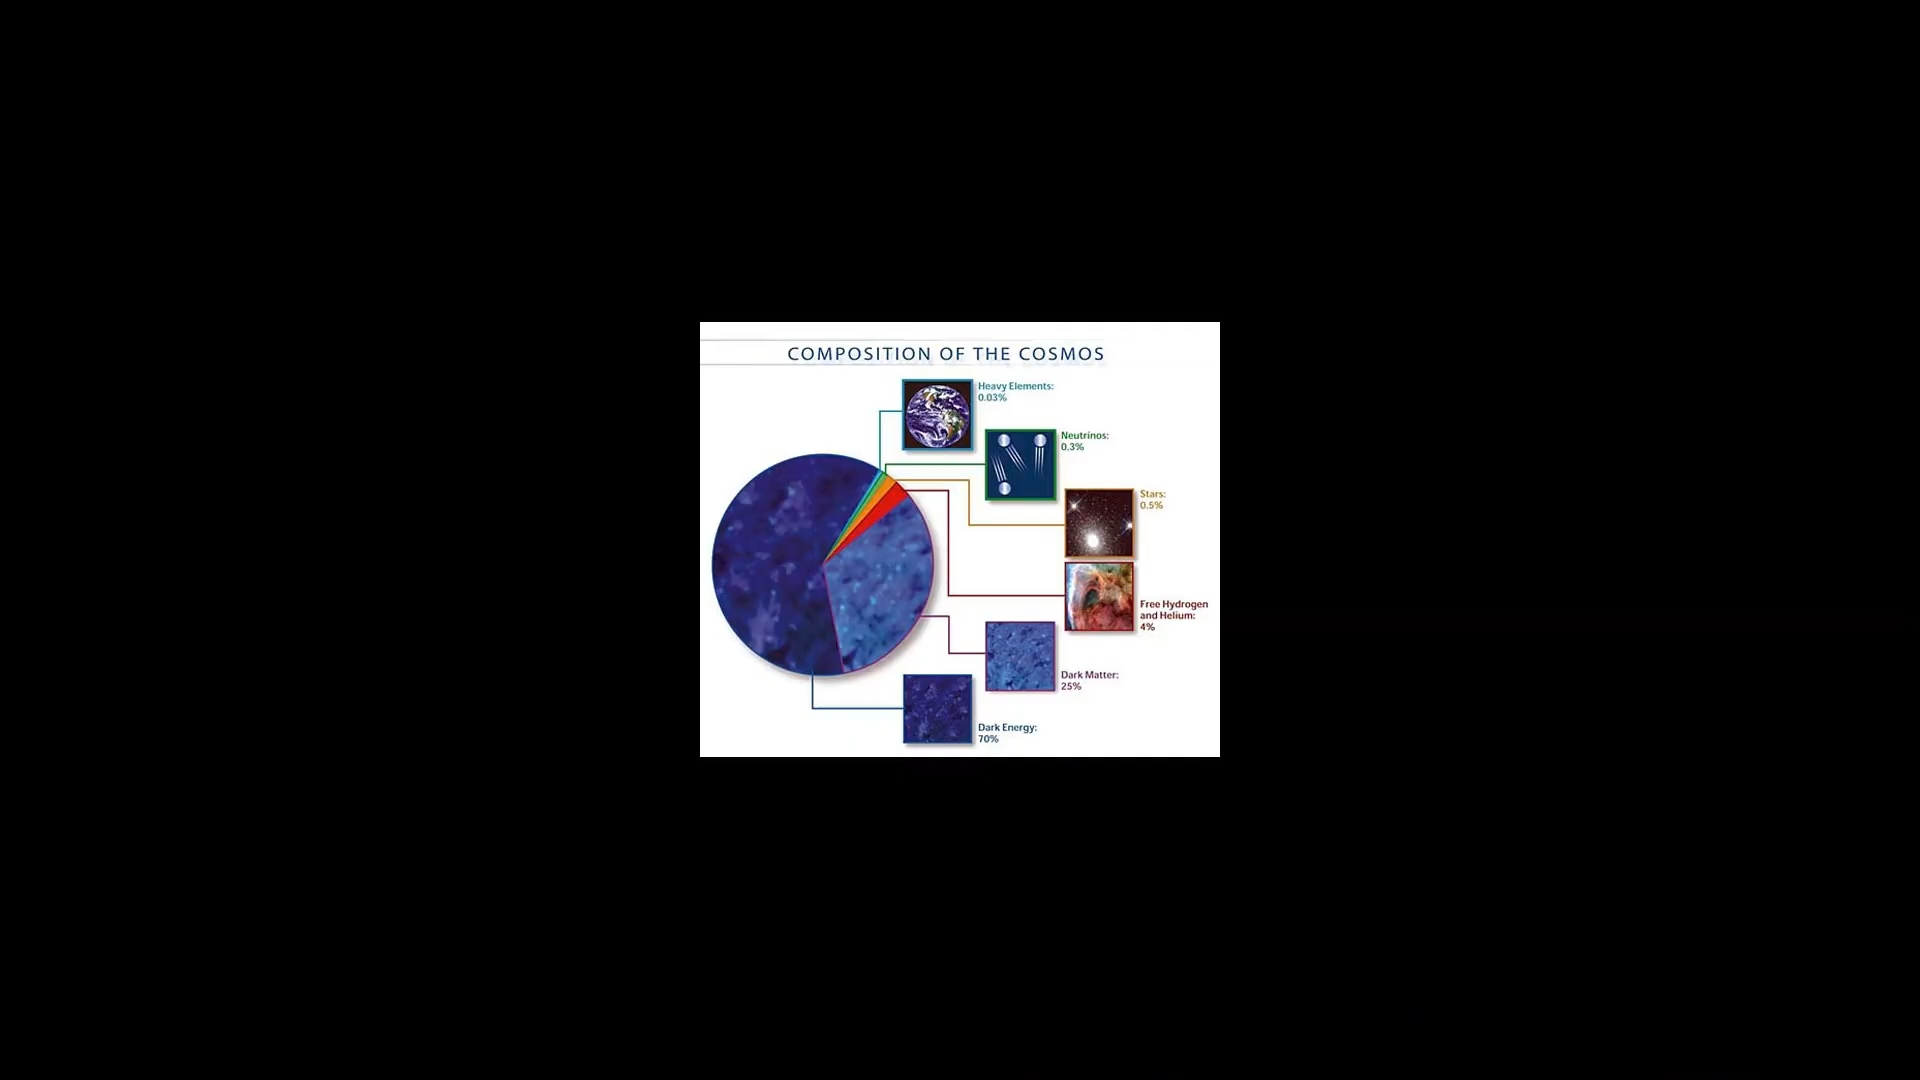 COMPOSITION OF THE COSMOS
Heavy Elements:
0.03%
Neutrinos:
0.3%
Stars:
0.5%
Free Hydrogen
and Helium:
4%
Dark Matter:
25%
Dark Energy:
70%